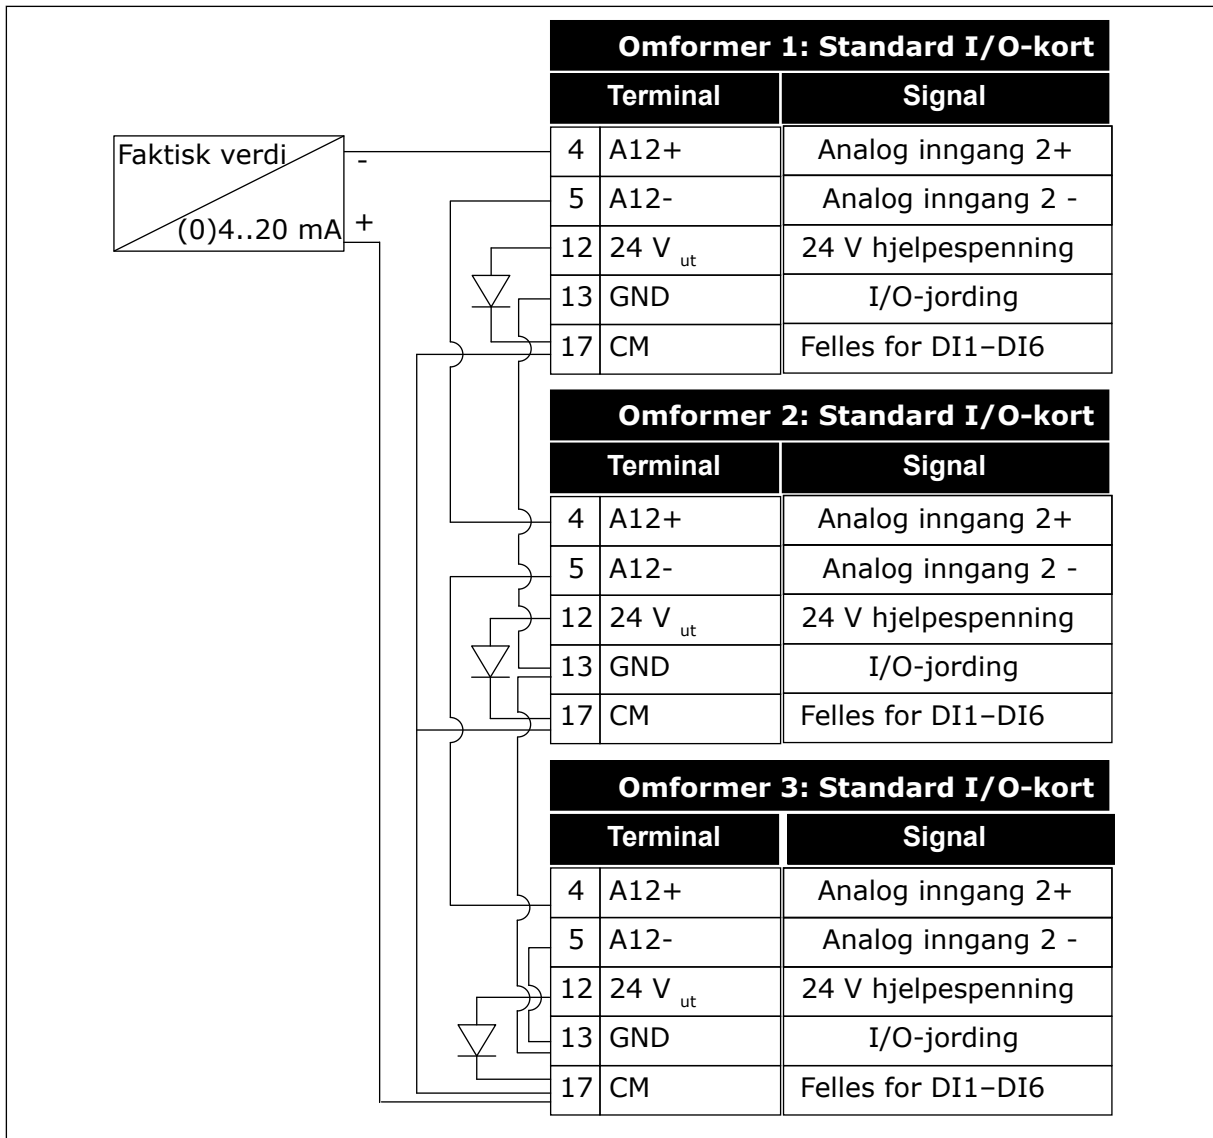 Omformer 1: Standard I/O-kort
Terminal Signal
Faktisk verdi -
(0)4..20 mA +
4 A12+ Analog inngang 2+
5 A12- Analog inngang 2 -
12 24 V ut 24 V hjelpespenning
13 GND I/O-jording
17 CM Felles for DI1–DI6
Omformer 2: Standard I/O-kort
Terminal Signal
4 A12+ Analog inngang 2+
5 A12- Analog inngang 2 -
12 24 V ut 24 V hjelpespenning
13 GND I/O-jording
17 CM Felles for DI1–DI6
Omformer 3: Standard I/O-kort
Terminal Signal
4 A12+ Analog inngang 2+
5 A12- Analog inngang 2 -
12 24 V ut 24 V hjelpespenning
13 GND I/O-jording
17 CM Felles for DI1–DI6